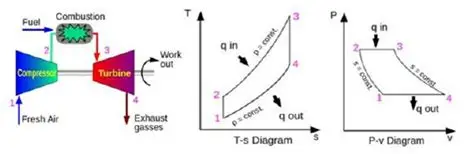 Fuel
Combustion
2
3
Compressor
Turbine
Work
out
1
4
Fresh Air
Exhaust
gasses
T
3
q in
p = const.
4
2
p = const.
1
q out
s
T-s Diagram
P
q in
2
3
s = const.
s = const.
1
4
q out
v
P-v Diagram